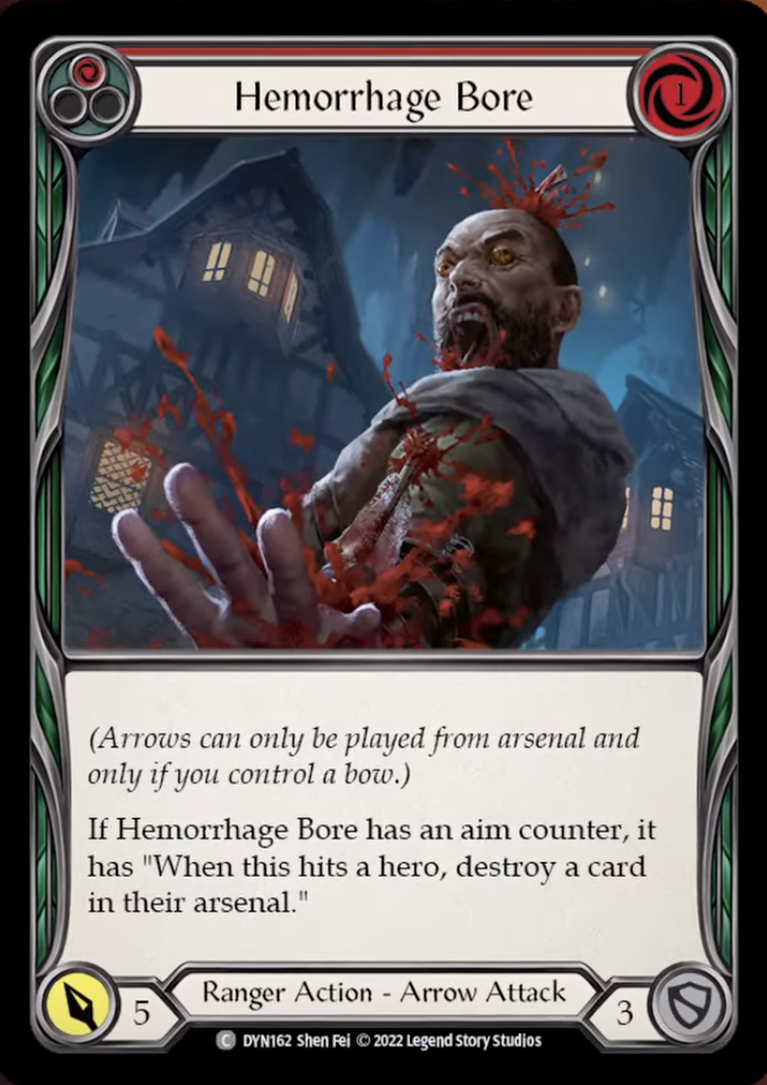 Hemorrhage Bore
1
(Arrows can only be played from arsenal and
only if you control a bow.)
If Hemorrhage Bore has an aim counter, it
has "When this hits a hero, destroy a card
in their arsenal."
5
Ranger Action - Arrow Attack
3
C DYN162 Shen Fei © 2022 Legend Story Studios